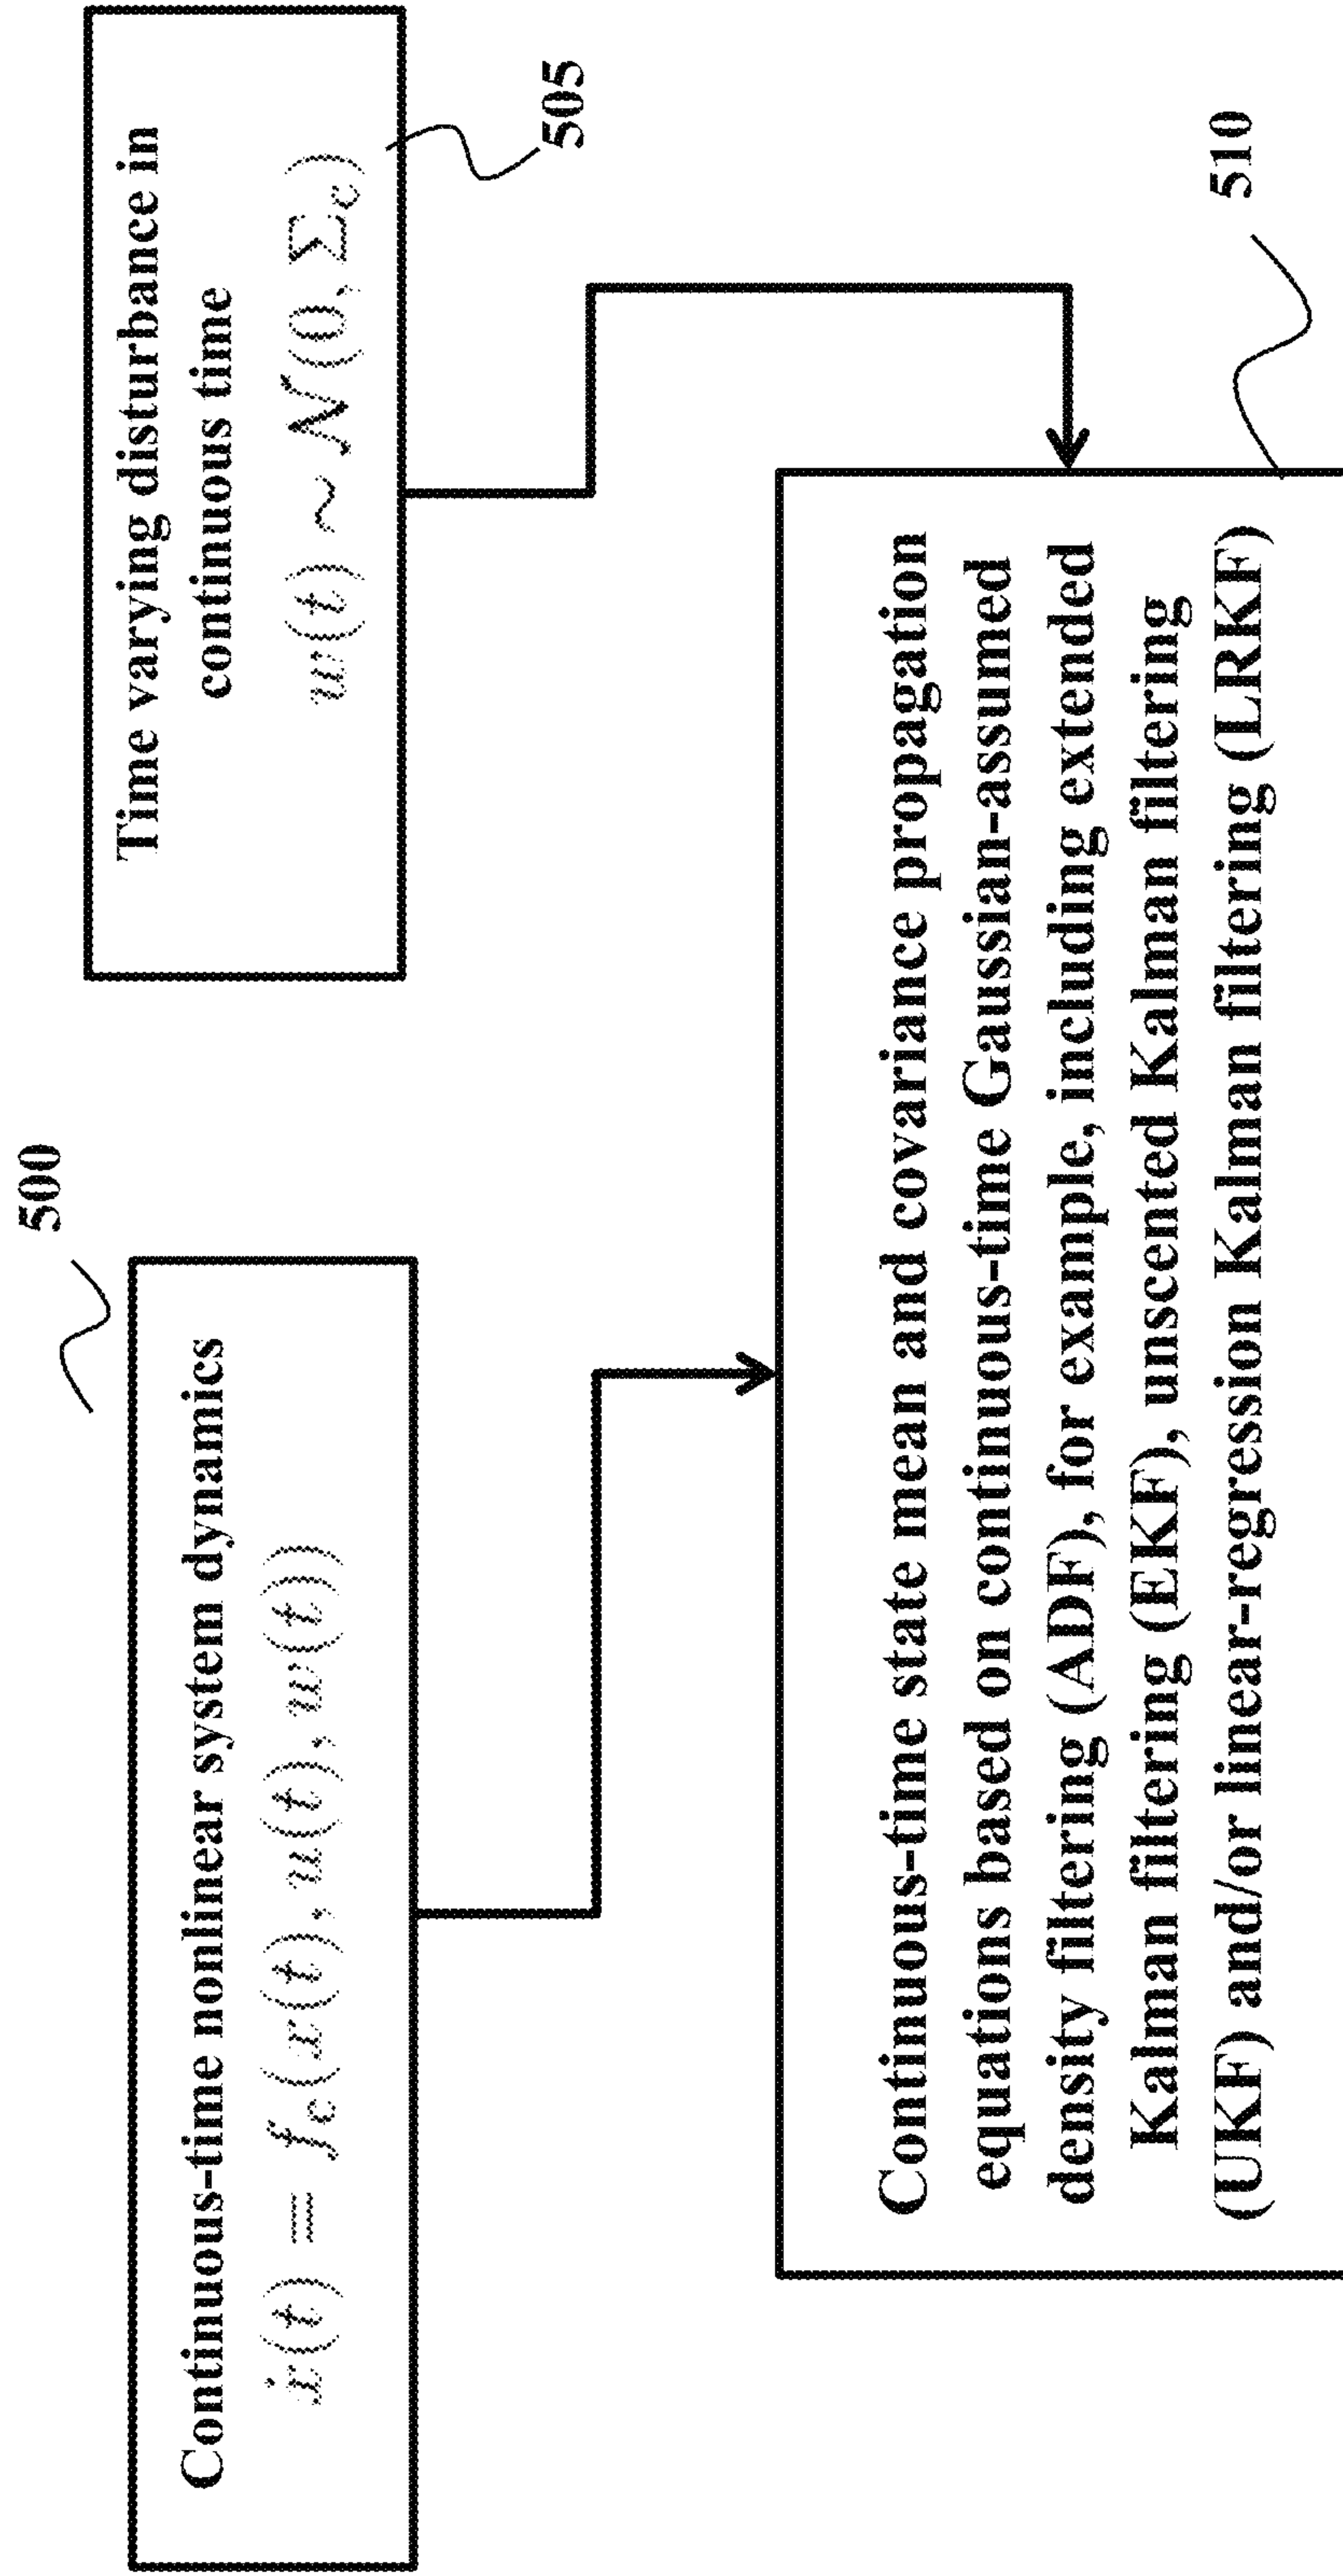 500
Continuous-time nonlinear system dynamics
ẋ(t) = f_c(x(t), u(t), w(t))
Time varying disturbance in
continuous time
w(t) ~ 𝒩(0, Σ_c)
505
510
Continuous-time state mean and covariance propagation
equations based on continuous-time Gaussian-assumed
density filtering (ADF), for example, including extended
Kalman filtering (EKF), unscented Kalman filtering
(UKF) and/or linear-regression Kalman filtering (LRKF)